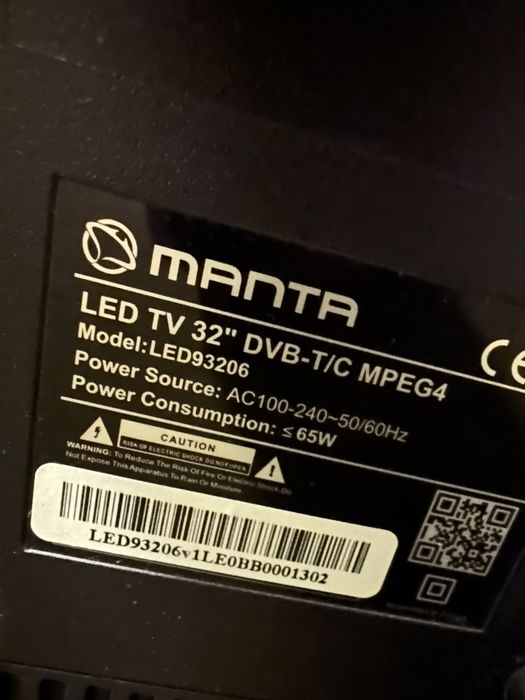 MANTA
LED TV 32" DVB-T/C MPEG4
Model:LED93206
Power Source: AC100-240~50/60Hz
Power Consumption: ≤65W
CE
CAUTION
RISK OF ELECTRIC SHOCK DO NOT OPEN
WARNING: To Reduce The Risk Of Fire Or Electric Shock,Do
Not Expose This Apparatus To Rain Or Moisture.
LED93206v1LE0BB0001302